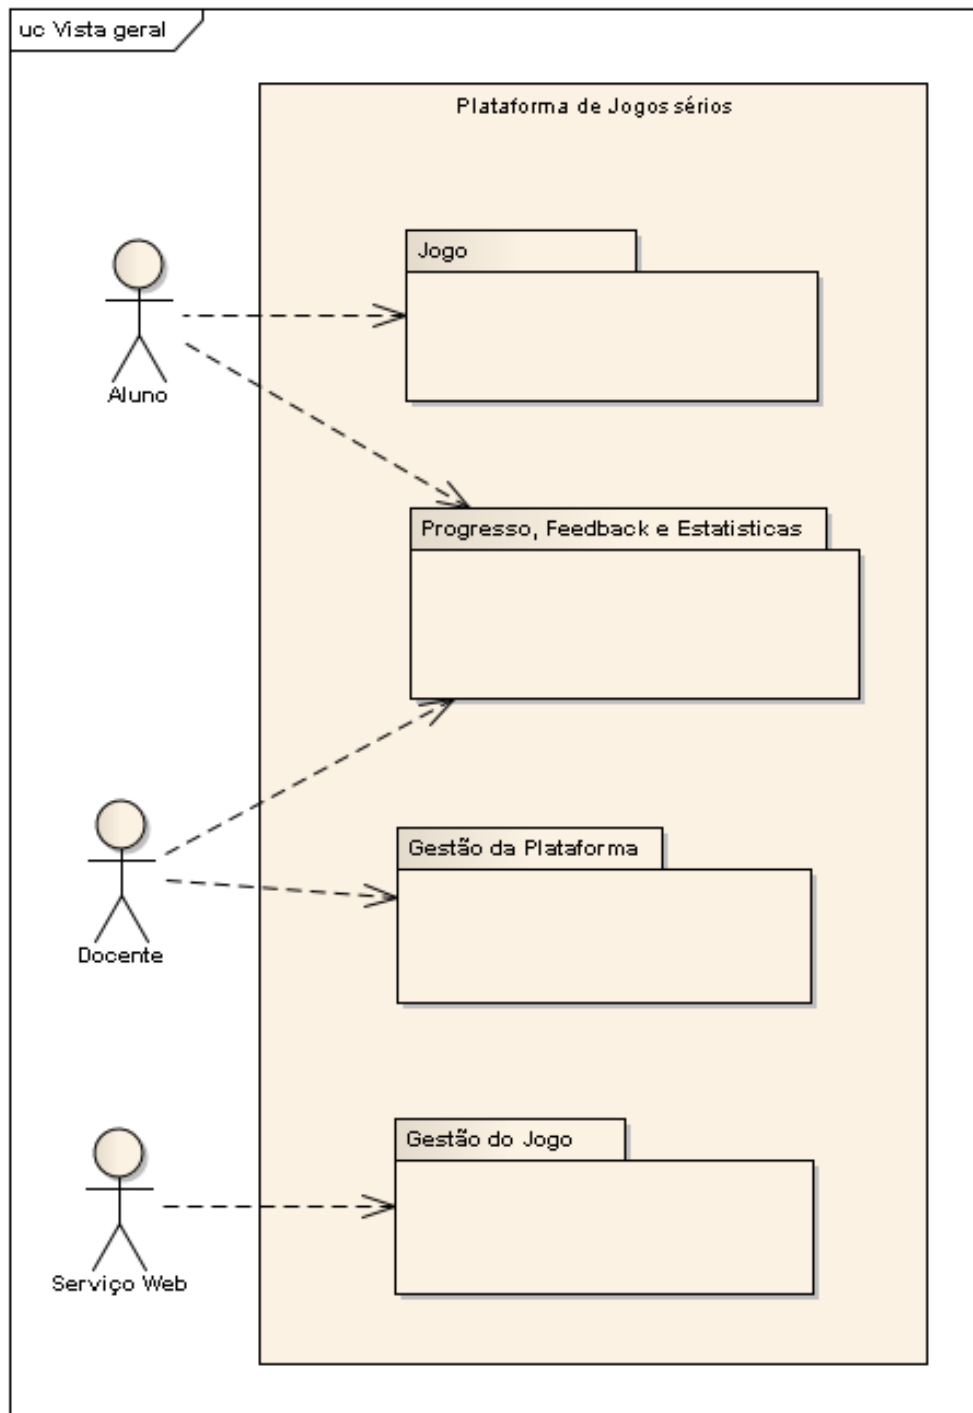 uc Vista geral
Plataforma de Jogos sérios
Jogo
Aluno
Progresso, Feedback e Estatisticas
Gestão da Plataforma
Docente
Gestão do Jogo
Serviço Web